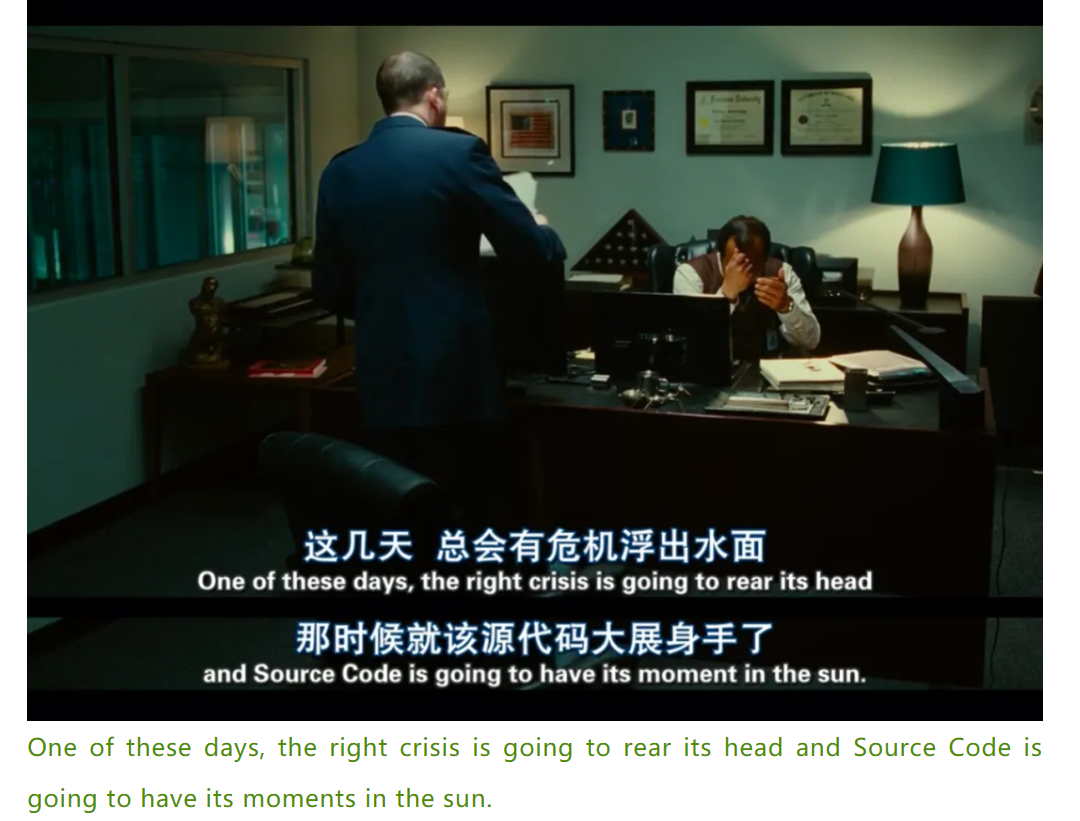 这几天 总会有危机浮出水面
One of these days, the right crisis is going to rear its head
那时候就该源代码大展身手了
and Source Code is going to have its moment in the sun.
One of these days, the right crisis is going to rear its head and Source Code is
going to have its moments in the sun.